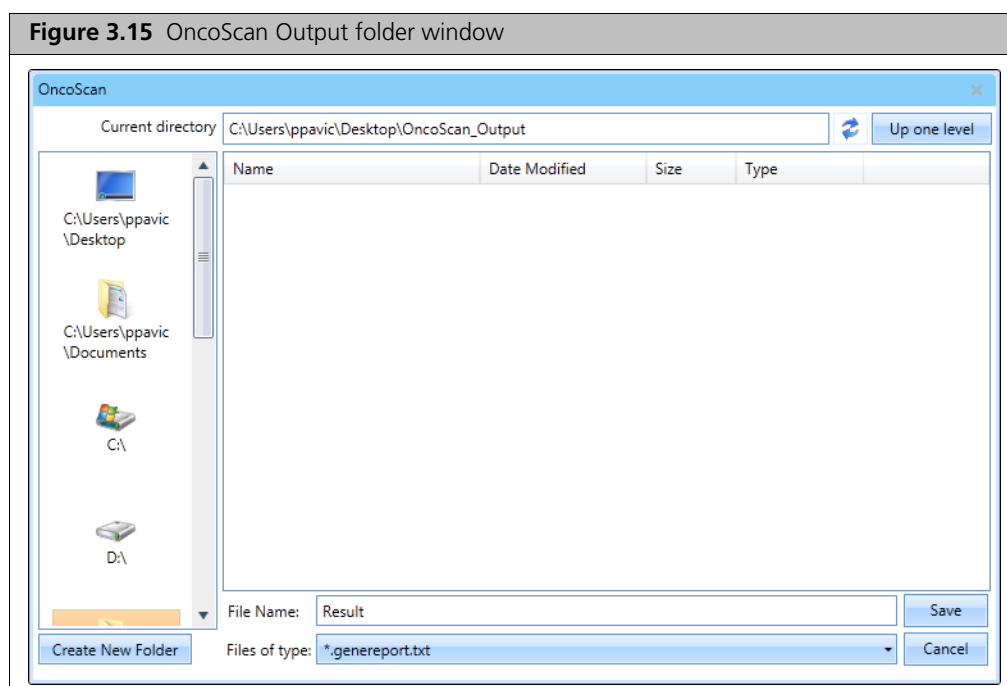 Figure 3.15 OncoScan Output folder window
OncoScan
Current directory C:\Users\ppavic\Desktop\OncoScan_Output Up one level
Name Date Modified Size Type
C:\Users\ppavic
\Desktop
C:\Users\ppavic
\Documents
C:\
D:\
File Name: Result Save
Create New Folder Files of type: *.genereport.txt Cancel